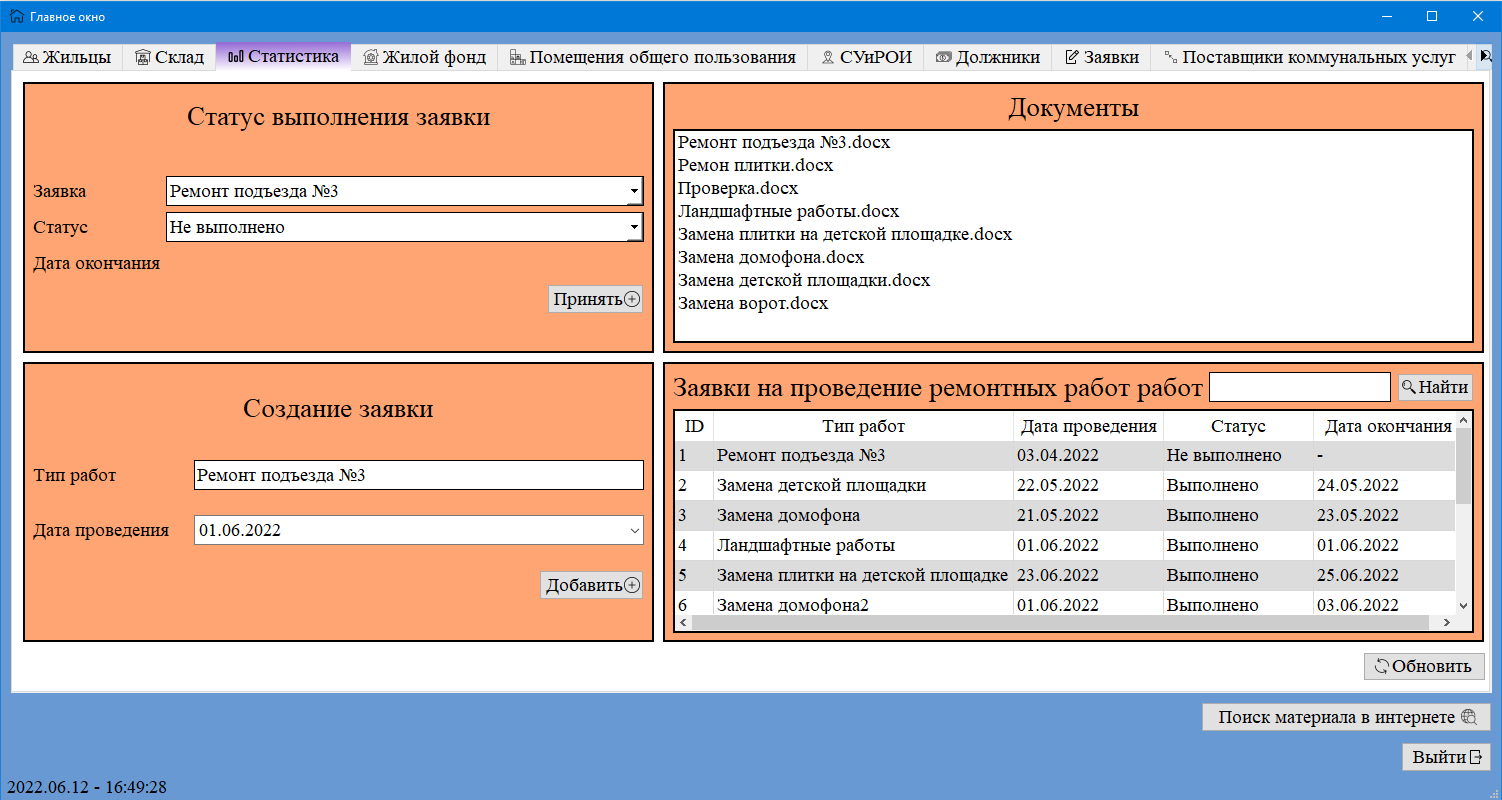 Главное окно
Жильцы
Склад
Статистика
Жилой фонд
Помещения общего пользования
СУиРОИ
Должники
Заявки
Поставщики коммунальных услуг
Статус выполнения заявки
Заявка Ремонт подъезда №3
Статус Не выполнено
Дата окончания
Принять
Документы
Ремонт подъезда №3.docx
Ремон плитки.docx
Проверка.docx
Ландшафтные работы.docx
Замена плитки на детской площадке.docx
Замена домофона.docx
Замена детской площадки.docx
Замена ворот.docx
Создание заявки
Тип работ Ремонт подъезда №3
Дата проведения 01.06.2022
Добавить
Заявки на проведение ремонтных работ работ
Найти
ID Тип работ Дата проведения Статус Дата окончания
1 Ремонт подъезда №3 03.04.2022 Не выполнено -
2 Замена детской площадки 22.05.2022 Выполнено 24.05.2022
3 Замена домофона 21.05.2022 Выполнено 23.05.2022
4 Ландшафтные работы 01.06.2022 Выполнено 01.06.2022
5 Замена плитки на детской площадке 23.06.2022 Выполнено 25.06.2022
6 Замена домофона2 01.06.2022 Выполнено 03.06.2022
Обновить
Поиск материала в интернете
Выйти
2022.06.12 - 16:49:28